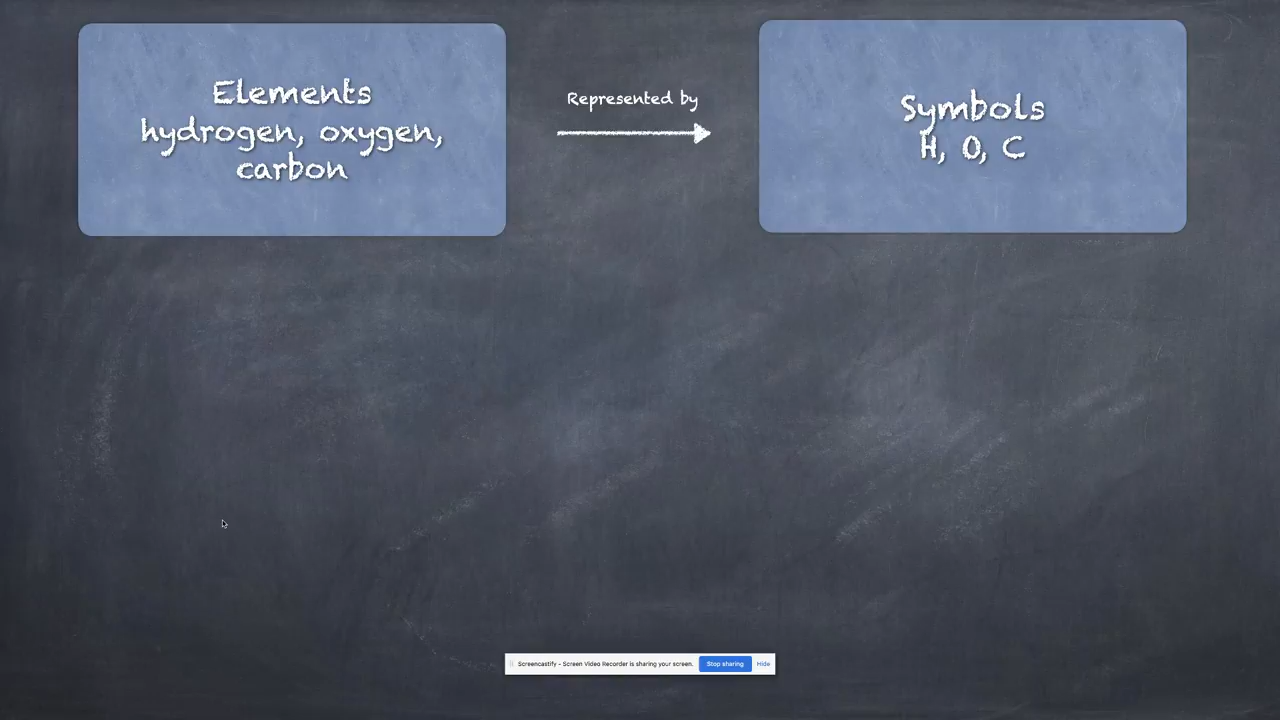 Elements
hydrogen, oxygen,
carbon
Represented by
Symbols
H, O, C
Screencastify - Screen Video Recorder is sharing your screen.
Stop sharing
Hide